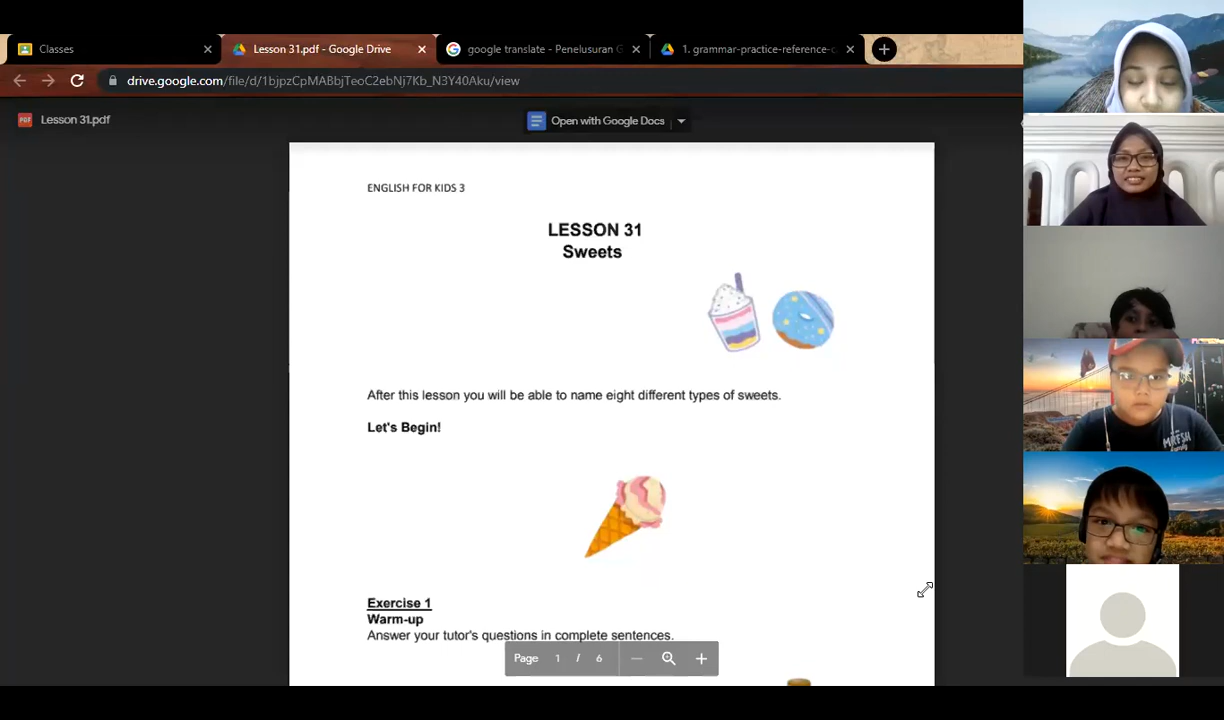 Classes
Lesson 31.pdf - Google Drive
google translate - Penelusuran G
1. grammar-practice-reference-
drive.google.com/file/d/1bjpzCpMABbjTeoC2ebNj7Kb_N3Y40Aku/view
PDF
Lesson 31.pdf
Open with Google Docs
ENGLISH FOR KIDS 3
LESSON 31
Sweets
After this lesson you will be able to name eight different types of sweets.
Let's Begin!
Exercise 1
Warm-up
Answer your tutor's questions in complete sentences.
Page 1 / 6